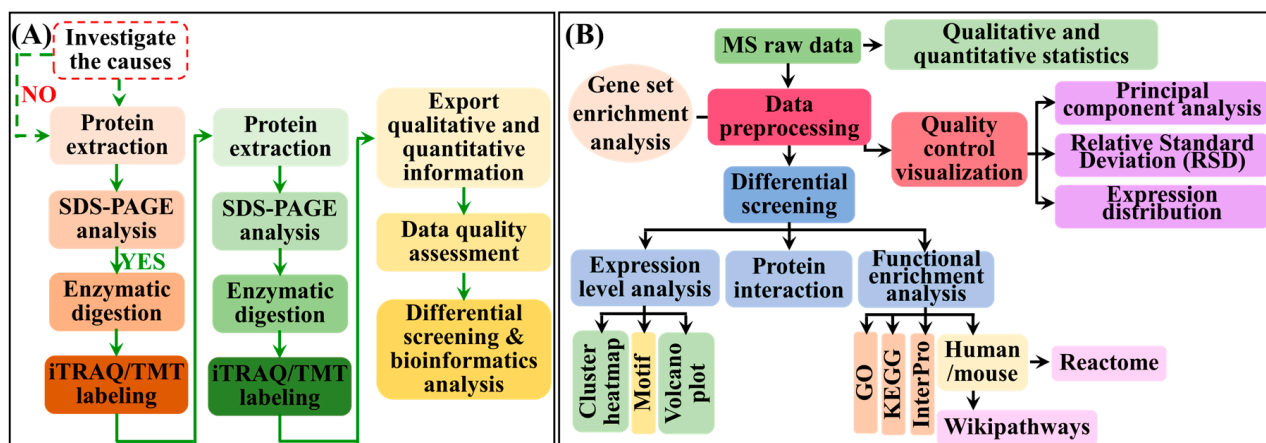 (A)
Investigate
the causes
NO
Protein
extraction
SDS-PAGE
analysis
YES
Enzymatic
digestion
iTRAQ/TMT
labeling
Protein
extraction
SDS-PAGE
analysis
Enzymatic
digestion
iTRAQ/TMT
labeling
Export
qualitative and
quantitative
information
Data quality
assessment
Differential
screening &
bioinformatics
analysis
(B)
MS raw data
Qualitative and
quantitative statistics
Gene set
enrichment
analysis
Data
preprocessing
Quality
control
visualization
Principal
component analysis
Relative Standard
Deviation (RSD)
Expression
distribution
Differential
screening
Expression
level analysis
Protein
interaction
Functional
enrichment
analysis
Cluster
heatmap
Motif
Volcano
plot
GO
KEGG
InterPro
Human
/mouse
Reactome
Wikipathways